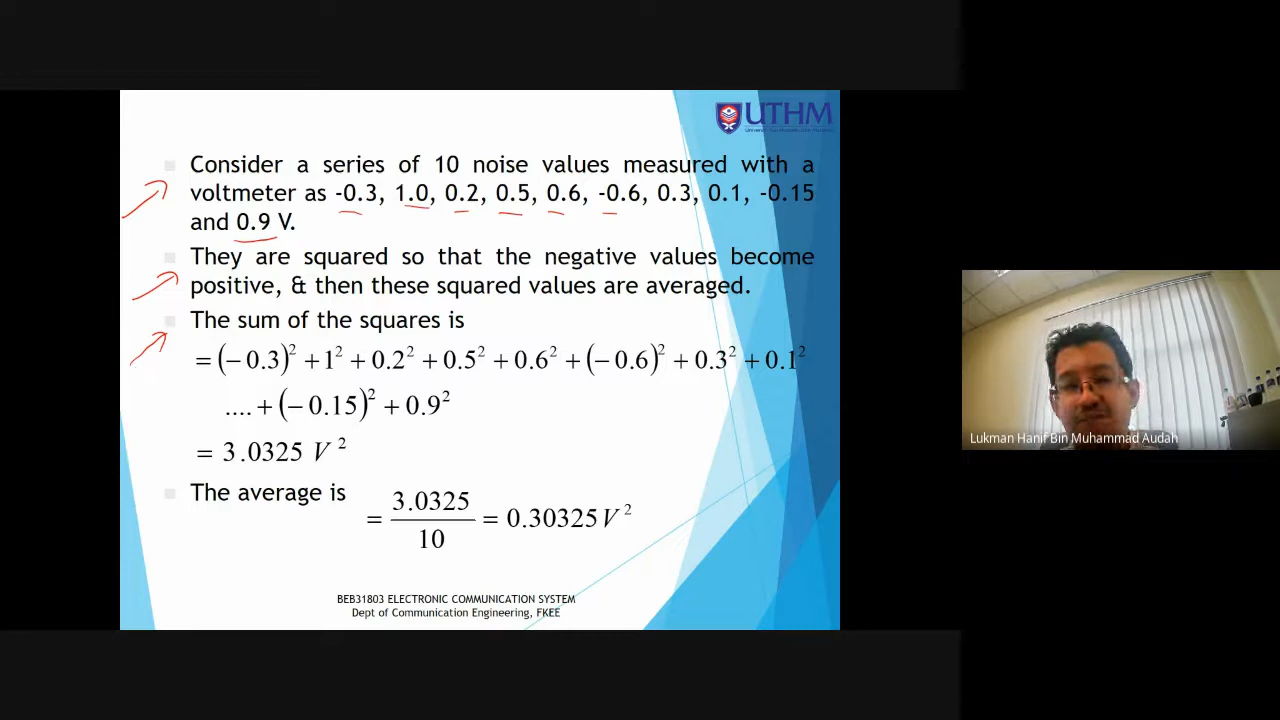 UTHM
Consider a series of 10 noise values measured with a
voltmeter as -0.3, 1.0, 0.2, 0.5, 0.6, -0.6, 0.3, 0.1, -0.15
and 0.9 V.
They are squared so that the negative values become
positive, & then these squared values are averaged.
The sum of the squares is
= (− 0.3)² + 1² + 0.2² + 0.5² + 0.6² + (− 0.6)² + 0.3² + 0.1²
.... + (− 0.15)² + 0.9²
= 3.0325 V²
The average is
= 3.0325 / 10 = 0.30325 V²
BEB31803 ELECTRONIC COMMUNICATION SYSTEM
Dept of Communication Engineering, FKEE
Lukman Hanif Bin Muhammad Audah